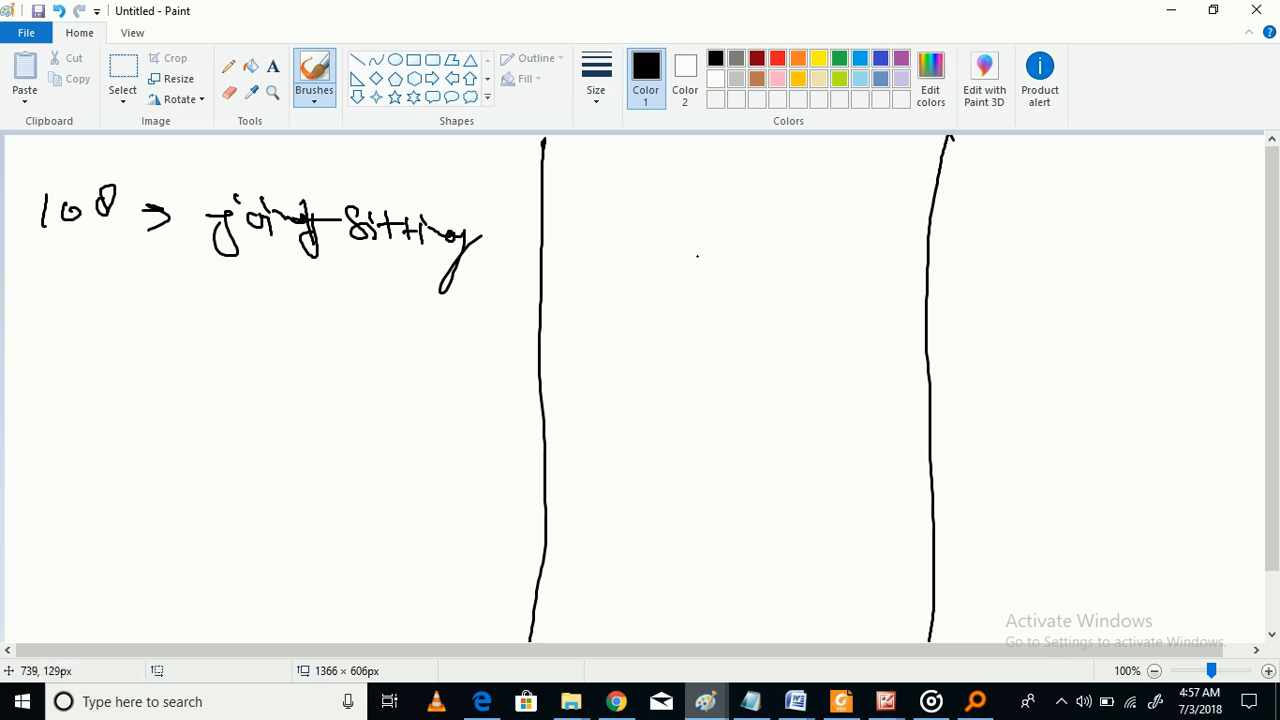 Untitled - Paint
File
Home
View
Paste
Cut
Copy
Clipboard
Select
Crop
Resize
Rotate
Image
A
Tools
Brushes
Outline
Fill
Shapes
Size
Color 1
Color 2
Edit colors
Colors
Edit with Paint 3D
Product alert
108 → sitting
Activate Windows
Go to Settings to activate Windows.
739, 129px
1366 × 606px
100%
Type here to search
4:57 AM
7/3/2018